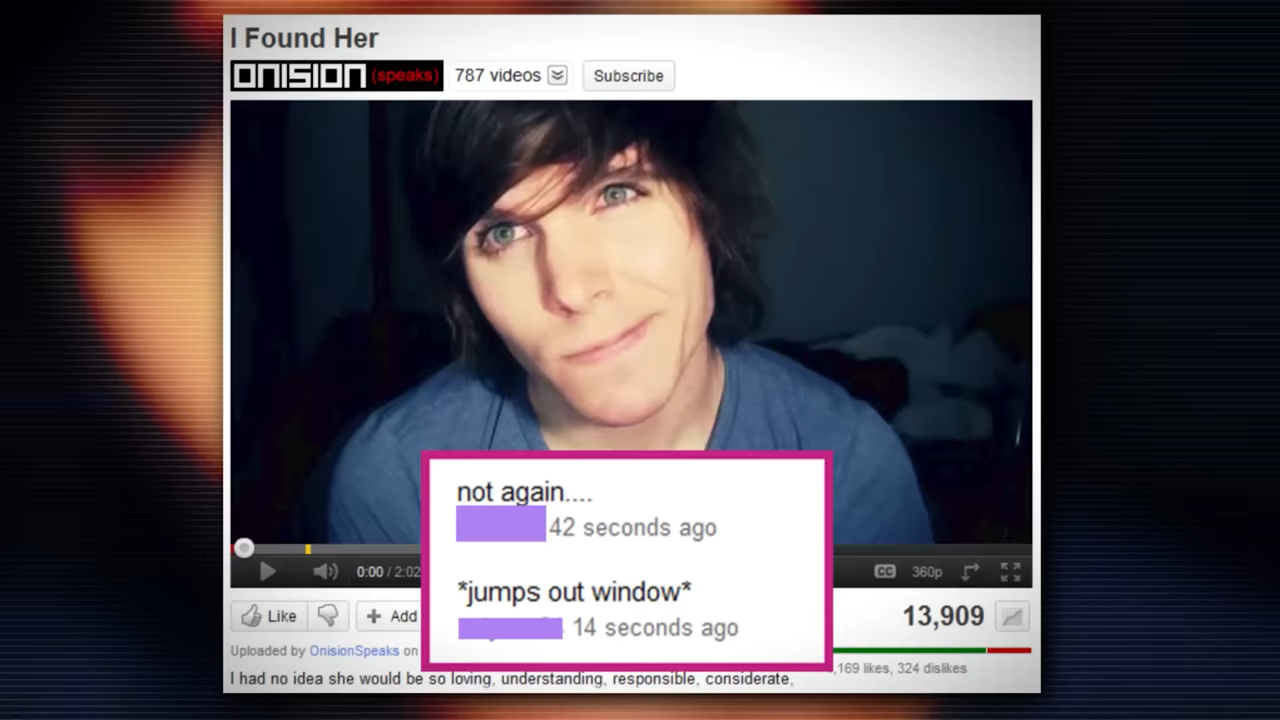 I Found Her
ONISION (speaks) 787 videos Subscribe
not again....
42 seconds ago
*jumps out window*
14 seconds ago
0:00 / 2:02
CC 360p
Like
Add
13,909
Uploaded by OnisionSpeaks on
,169 likes, 324 dislikes
I had no idea she would be so loving, understanding, responsible, considerate,